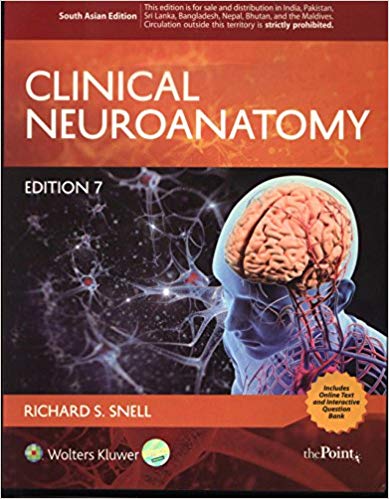 South Asian Edition
This edition is for sale and distribution in India, Pakistan,
Sri Lanka, Bangladesh, Nepal, Bhutan, and the Maldives.
Circulation outside this territory is strictly prohibited.
CLINICAL
NEUROANATOMY
EDITION 7
Includes
Online Text
and Interactive
Question
Bank
RICHARD S. SNELL
Wolters Kluwer
thePoint